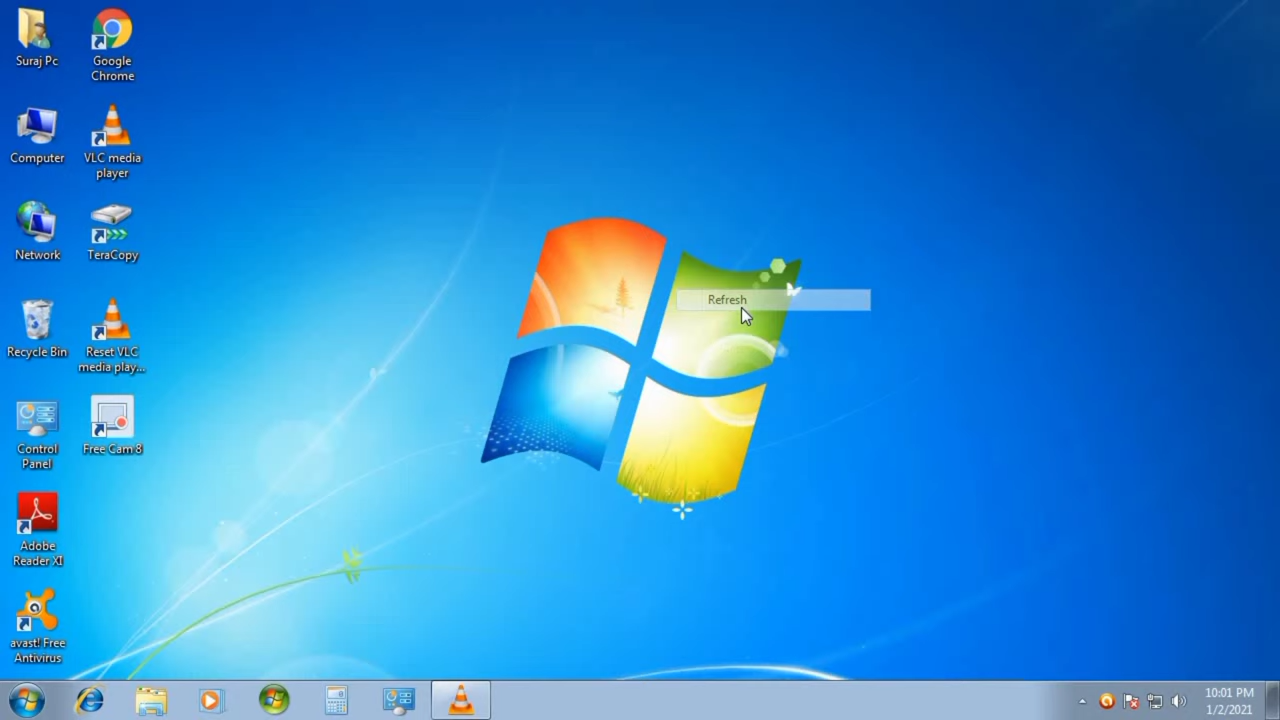 Suraj Pc
Google
Chrome
Computer
VLC media
player
Network
TeraCopy
Recycle Bin
Reset VLC
media play...
Control
Panel
Free Cam 8
Adobe
Reader XI
avast! Free
Antivirus
Refresh
10:01 PM
1/2/2021